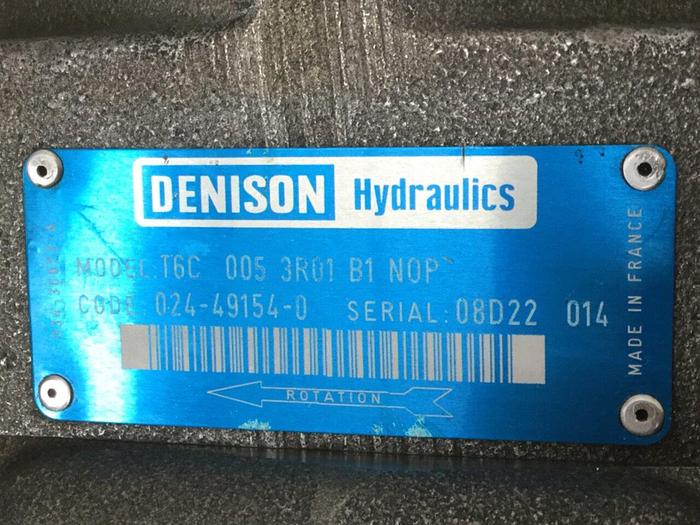 DENISON Hydraulics
MODEL: T6C 005 3R01 B1 NOP
CODE: 024-49154-0 SERIAL: 08D22 014
ROTATION
MADE IN FRANCE